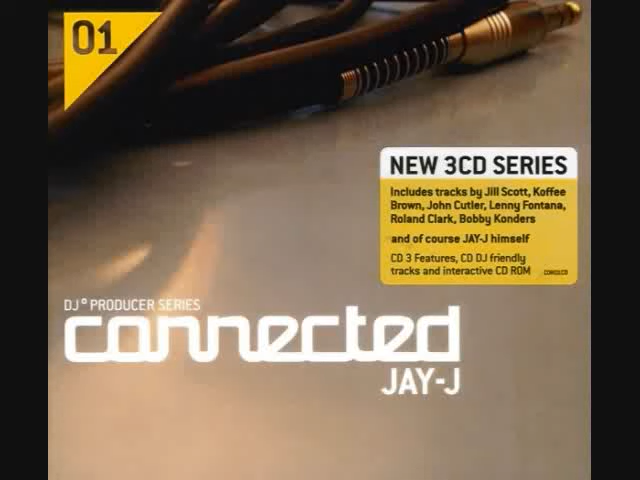 01
NEW 3CD SERIES
Includes tracks by Jill Scott, Koffee
Brown, John Cutler, Lenny Fontana,
Roland Clark, Bobby Konders
and of course JAY-J himself
CD 3 Features, CD DJ friendly
tracks and interactive CD ROM
DJ° PRODUCER SERIES
connected
JAY-J